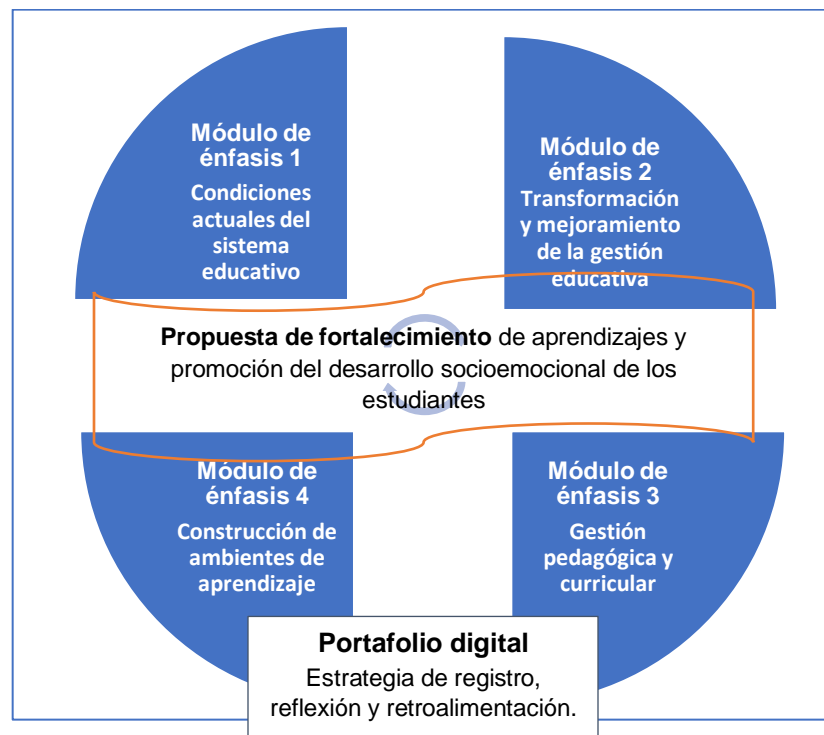 Módulo de
énfasis 1
Condiciones
actuales del
sistema
educativo
Módulo de
énfasis 2
Transformación
y mejoramiento
de la gestión
educativa
Propuesta de fortalecimiento de aprendizajes y
promoción del desarrollo socioemocional de los
estudiantes
Módulo de
énfasis 4
Construcción de
ambientes de
aprendizaje
Módulo de
énfasis 3
Gestión
pedagógica y
curricular
Portafolio digital
Estrategia de registro,
reflexión y retroalimentación.